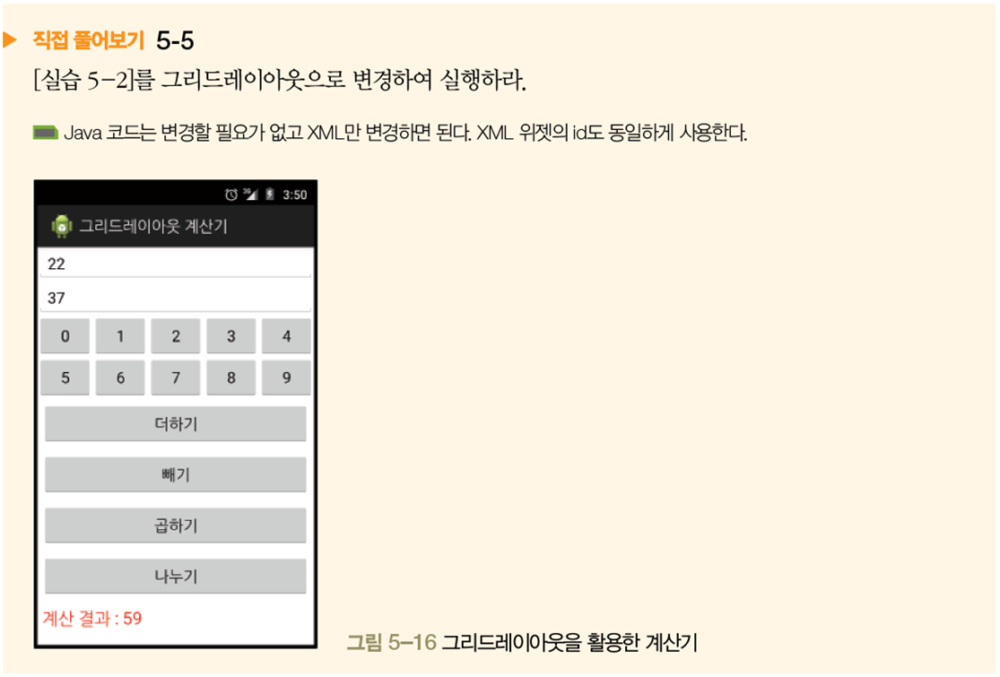 직접 풀어보기 5-5
[실습 5-2]를 그리드레이아웃으로 변경하여 실행하라.
Java 코드는 변경할 필요가 없고 XML만 변경하면 된다. XML 위젯의 id도 동일하게 사용한다.
3G 3:50
그리드레이아웃 계산기
22
37
0 1 2 3 4
5 6 7 8 9
더하기
빼기
곱하기
나누기
계산 결과 : 59
그림 5-16 그리드레이아웃을 활용한 계산기